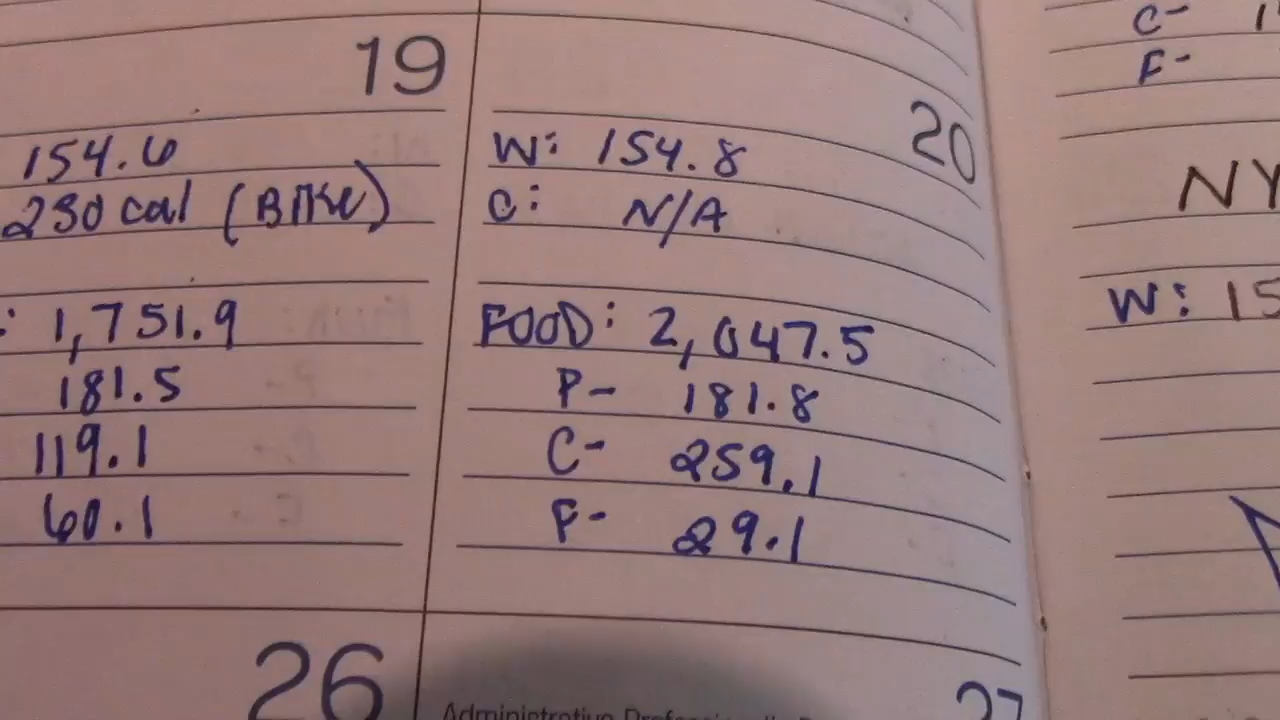 19
154.6
230 cal (BIKE)
: 1,751.9
181.5
119.1
60.1
20
W: 154.8
C: N/A
FOOD: 2,047.5
P- 181.8
C- 259.1
F- 29.1
26
27
C- 1
F-
NY
W: 15